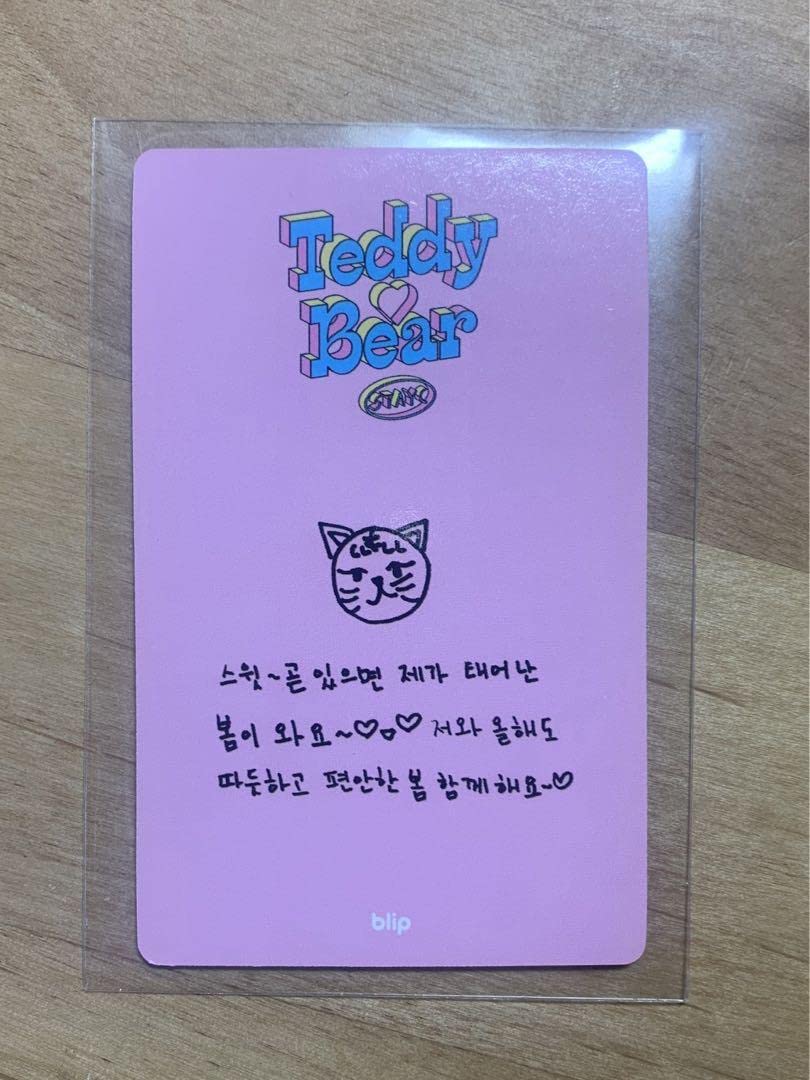 Teddy
Bear
STAYC
스윗~곧 있으면 제가 태어난
봄이 와요~♡ㅇ♡ 저와 올해도
따듯하고 편안한 봄 함께해요~♡
blip